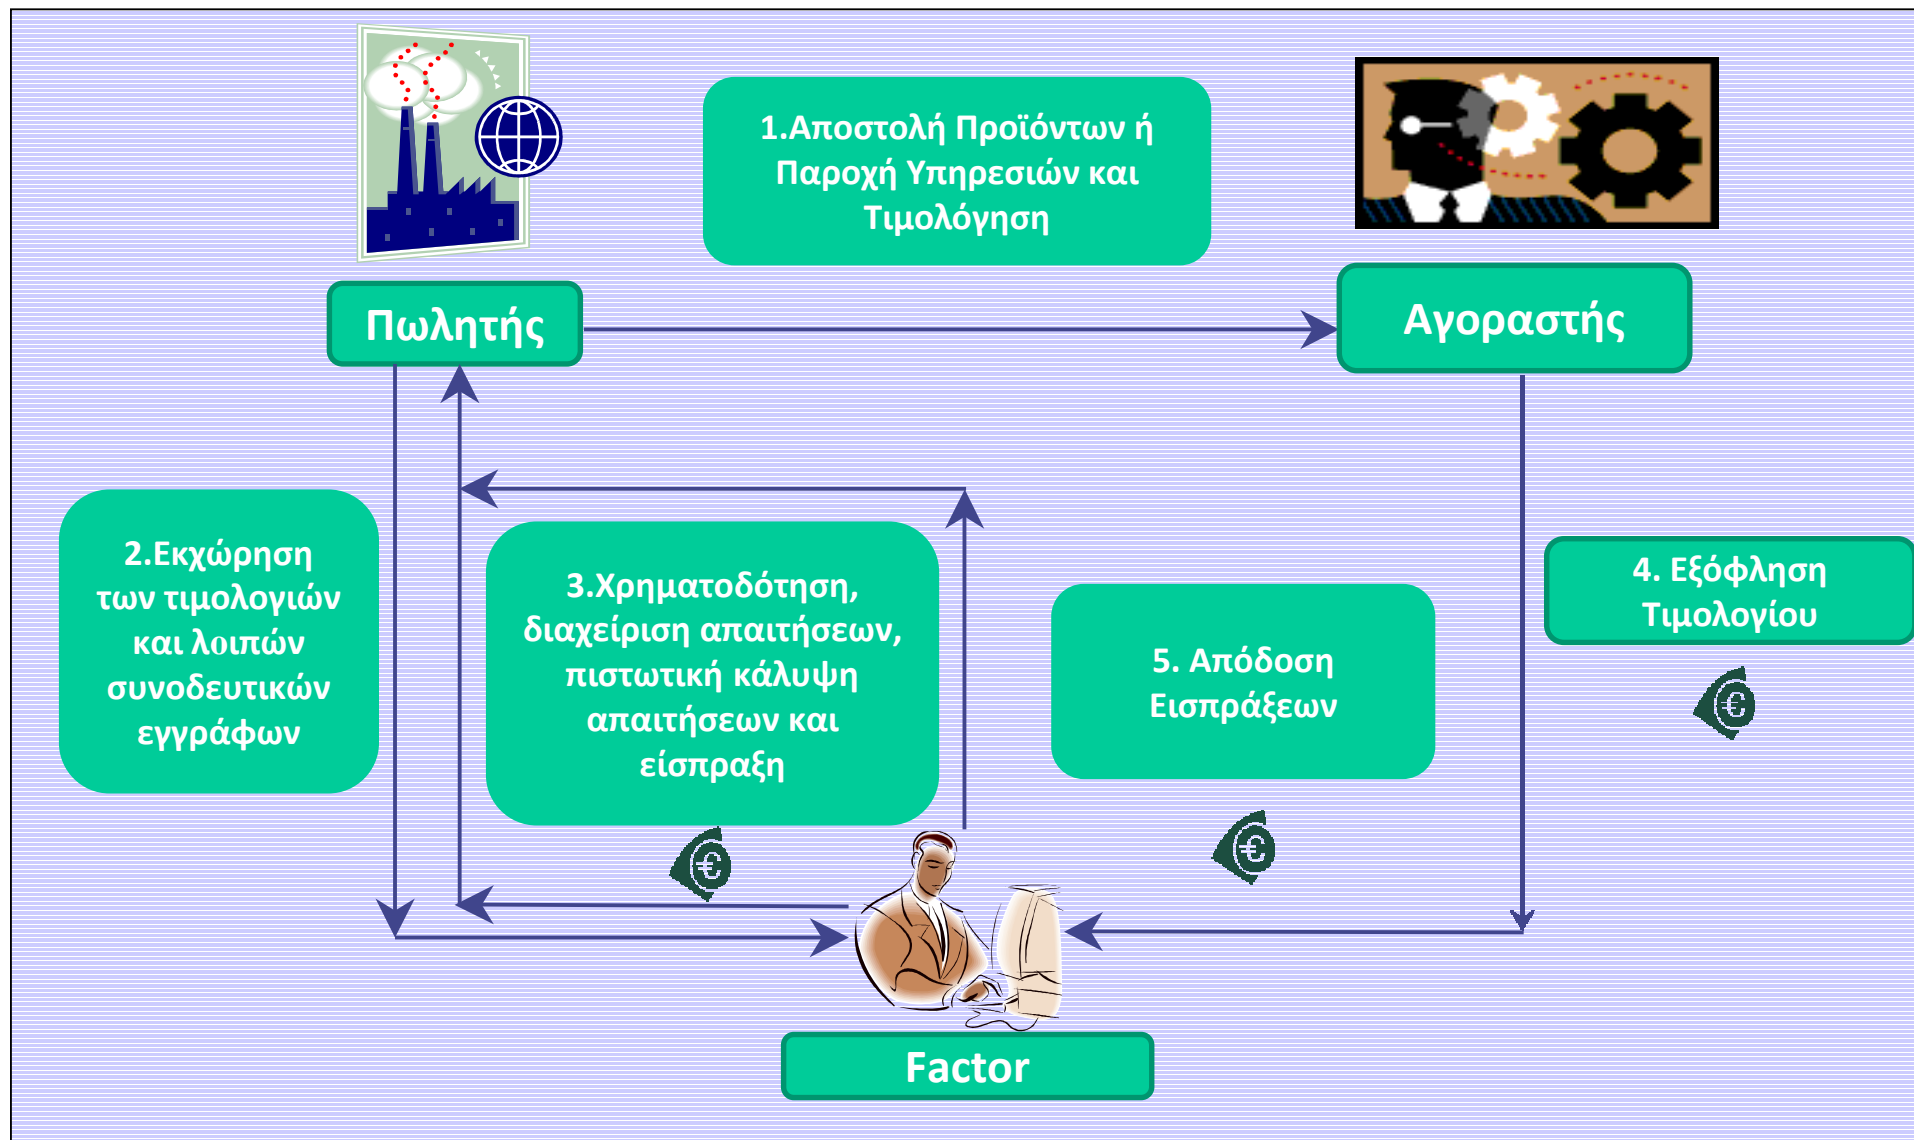 1.Αποστολή Προϊόντων ή
Παροχή Υπηρεσιών και
Τιμολόγηση
Πωλητής
Αγοραστής
2.Εκχώρηση
των τιμολογιών
και λοιπών
συνοδευτικών
εγγράφων
3.Χρηματοδότηση,
διαχείριση απαιτήσεων,
πιστωτική κάλυψη
απαιτήσεων και
είσπραξη
5. Απόδοση
Εισπράξεων
4. Εξόφληση
Τιμολογίου
€
€
€
Factor